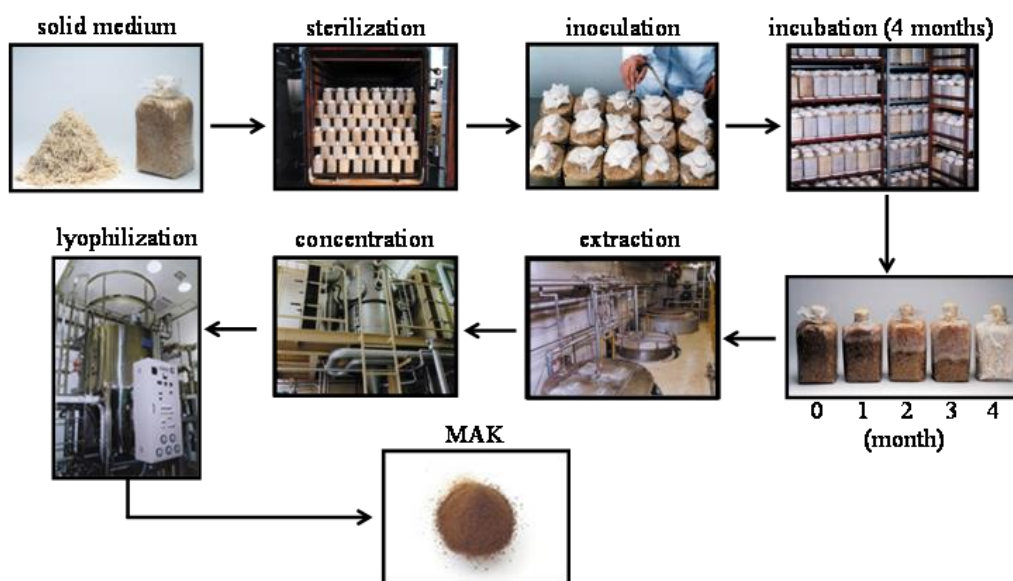 solid medium
sterilization
inoculation
incubation (4 months)
lyophilization
concentration
extraction
0 1 2 3 4
(month)
MAK